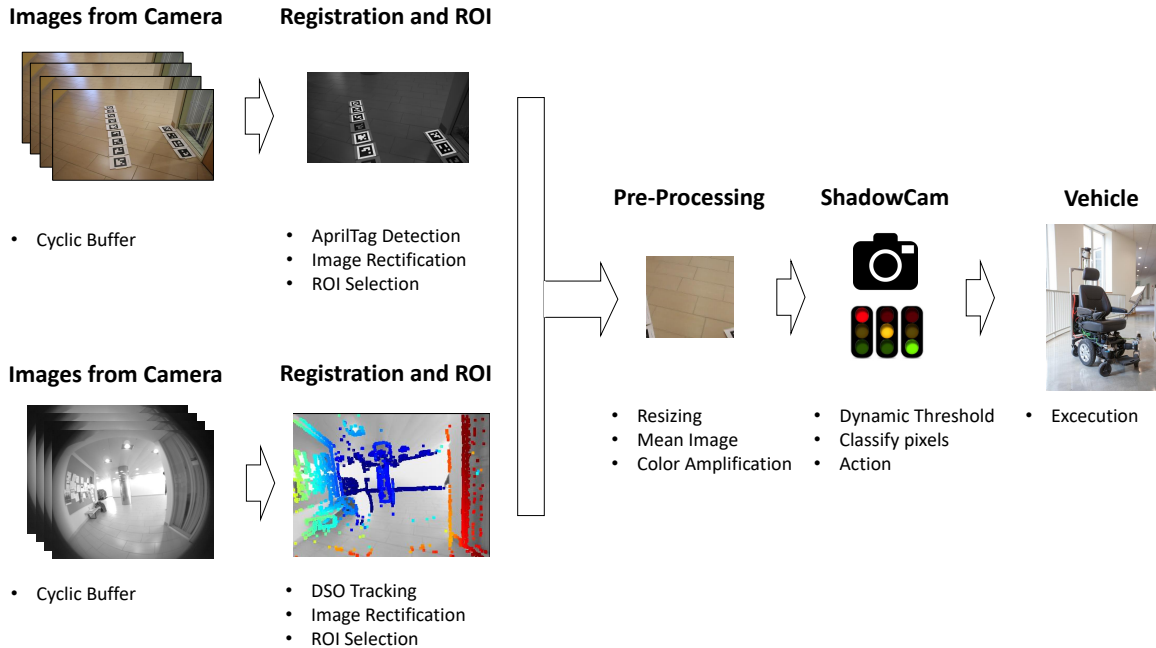 Images from Camera
Registration and ROI
• Cyclic Buffer
• AprilTag Detection
• Image Rectification
• ROI Selection
Images from Camera
Registration and ROI
• Cyclic Buffer
• DSO Tracking
• Image Rectification
• ROI Selection
Pre-Processing
• Resizing
• Mean Image
• Color Amplification
ShadowCam
• Dynamic Threshold
• Classify pixels
• Action
Vehicle
• Excecution